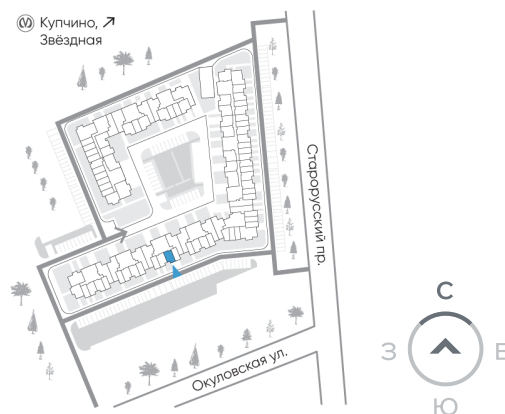 Купчино, ↗
Звёздная
Старорусский пр.
Окуловская ул.
С
З
В
Ю